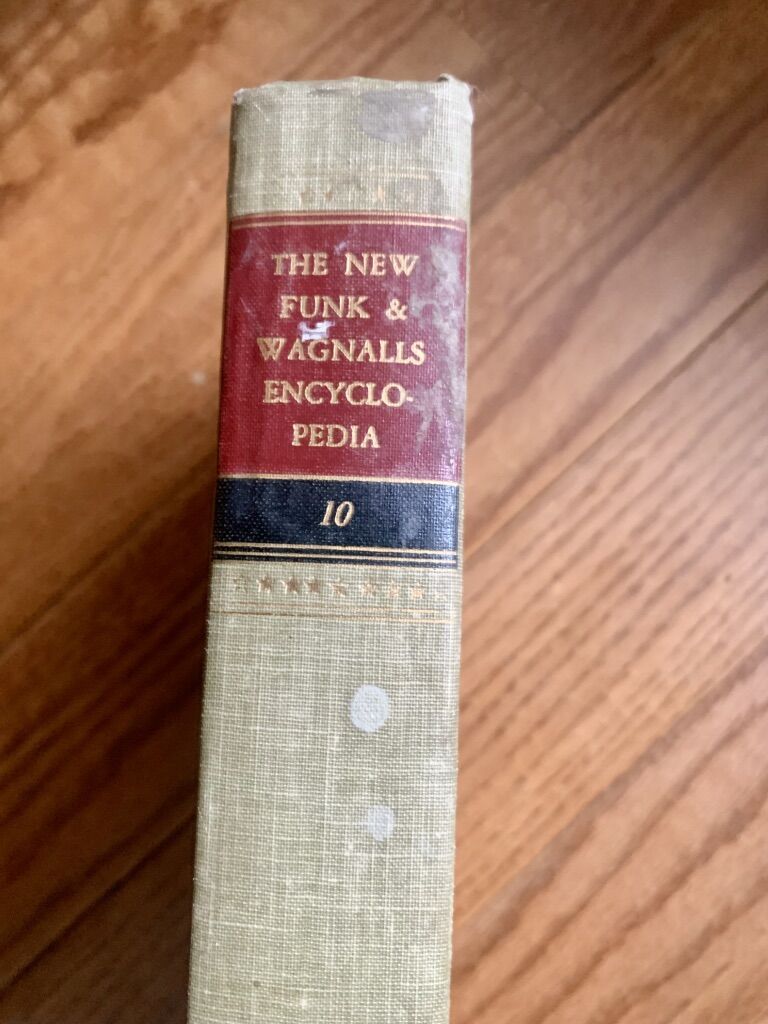 THE NEW
FUNK &
WAGNALLS
ENCYCLO-
PEDIA
10